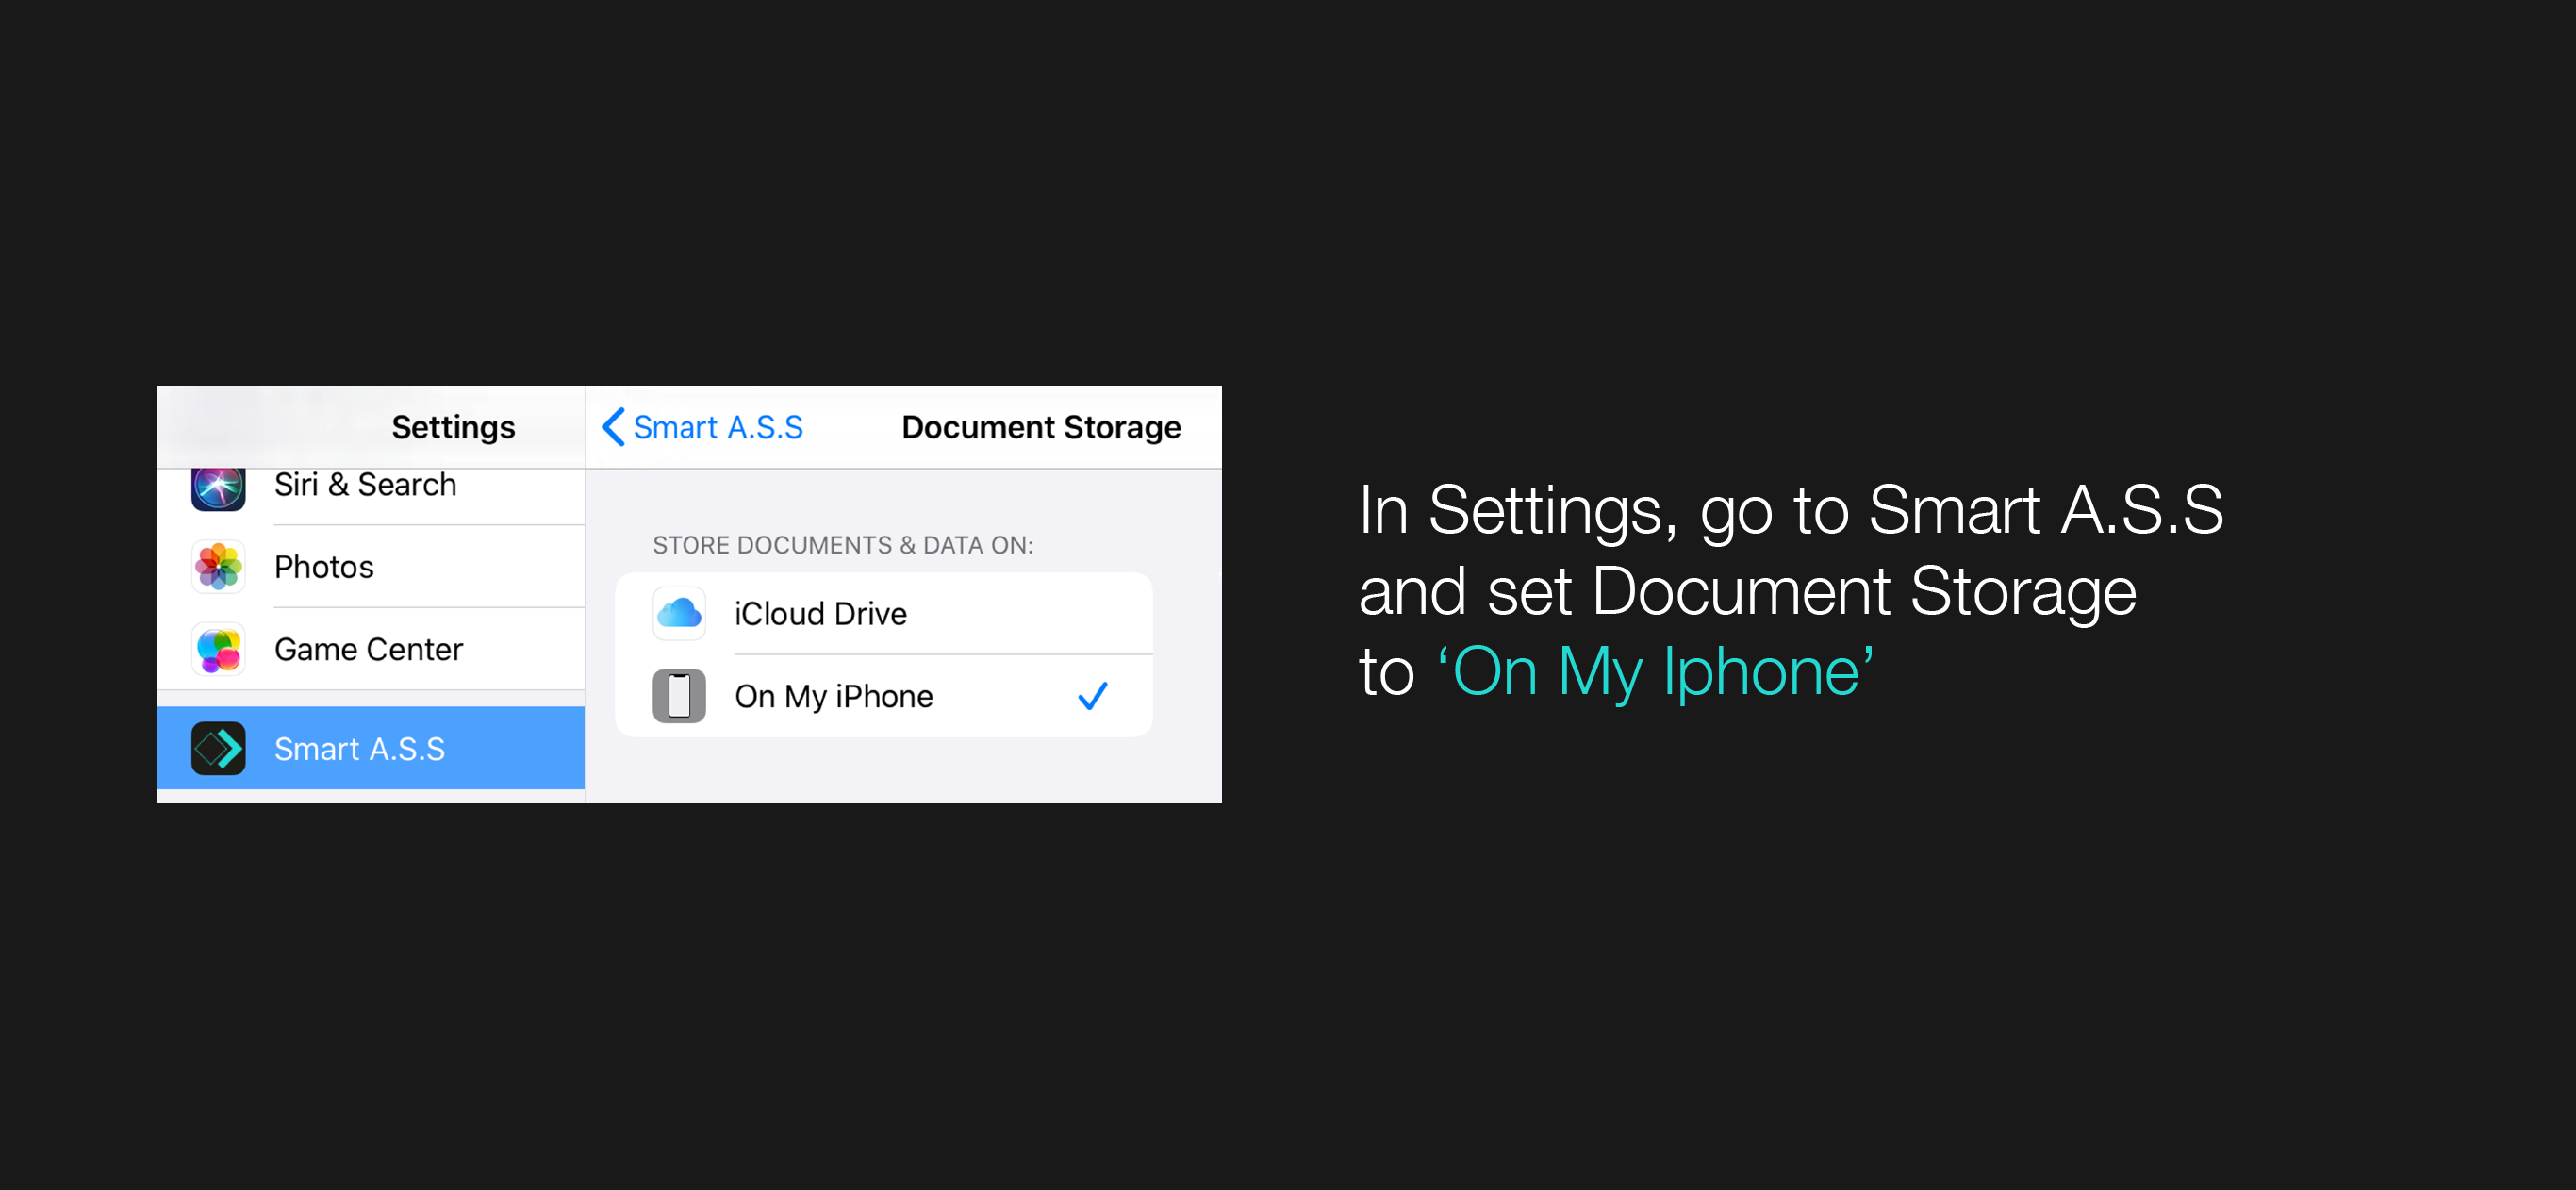 Settings
Siri & Search
Photos
Game Center
Smart A.S.S
Smart A.S.S
Document Storage
STORE DOCUMENTS & DATA ON:
iCloud Drive
On My iPhone
In Settings, go to Smart A.S.S
and set Document Storage
to ‘On My Iphone’